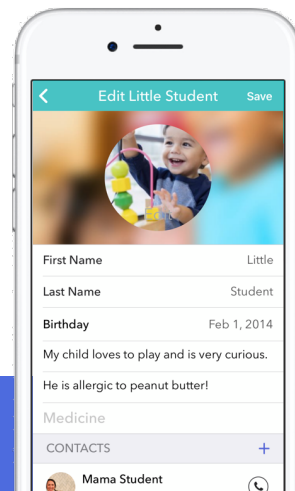 Edit Little Student Save
First Name Little
Last Name Student
Birthday Feb 1, 2014
My child loves to play and is very curious.
He is allergic to peanut butter!
Medicine
CONTACTS +
Mama Student